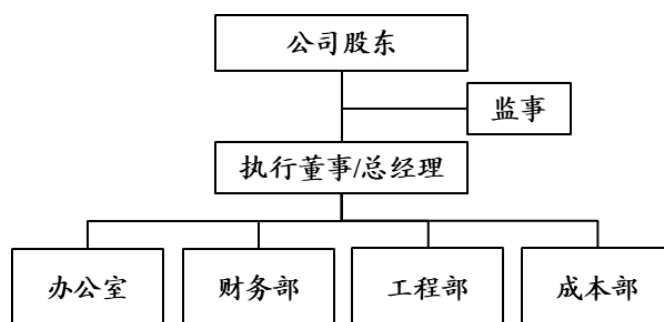 公司股东
监事
执行董事/总经理
办公室
财务部
工程部
成本部